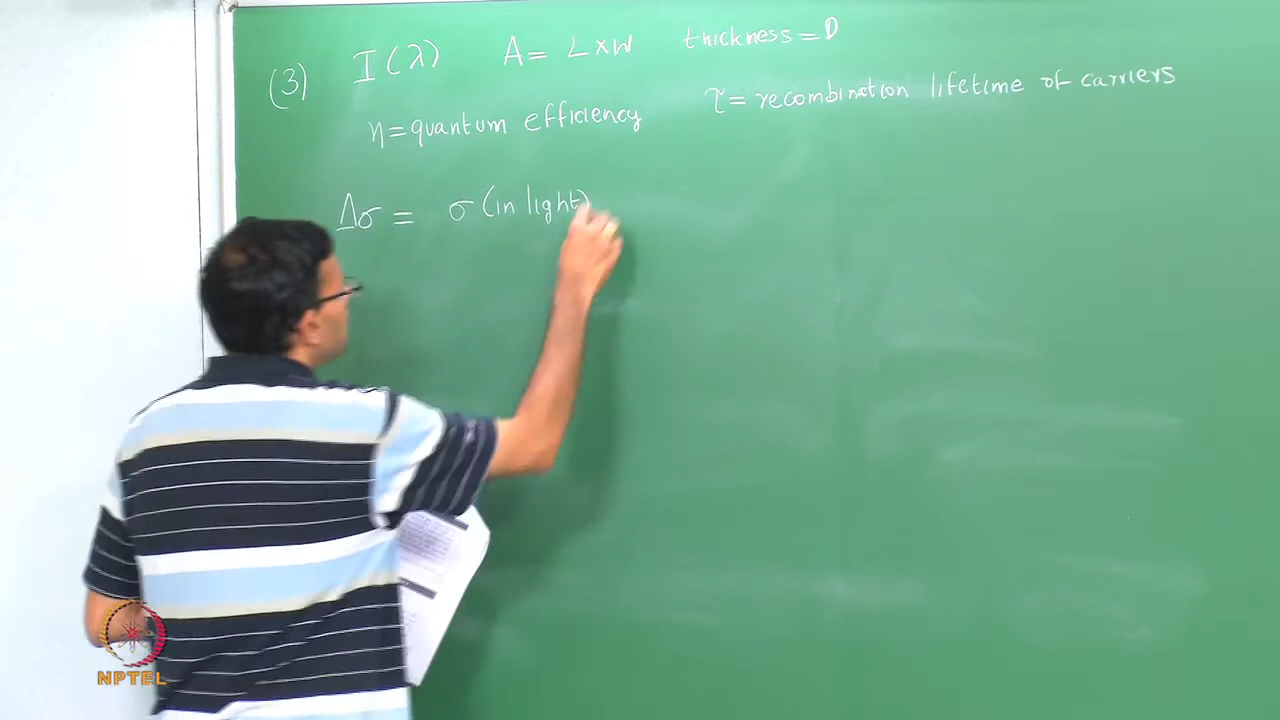 (3) I(λ) A = L×W thickness = D
η = quantum efficiency τ = recombination lifetime of carriers
Δσ = σ (in light)
NPTEL